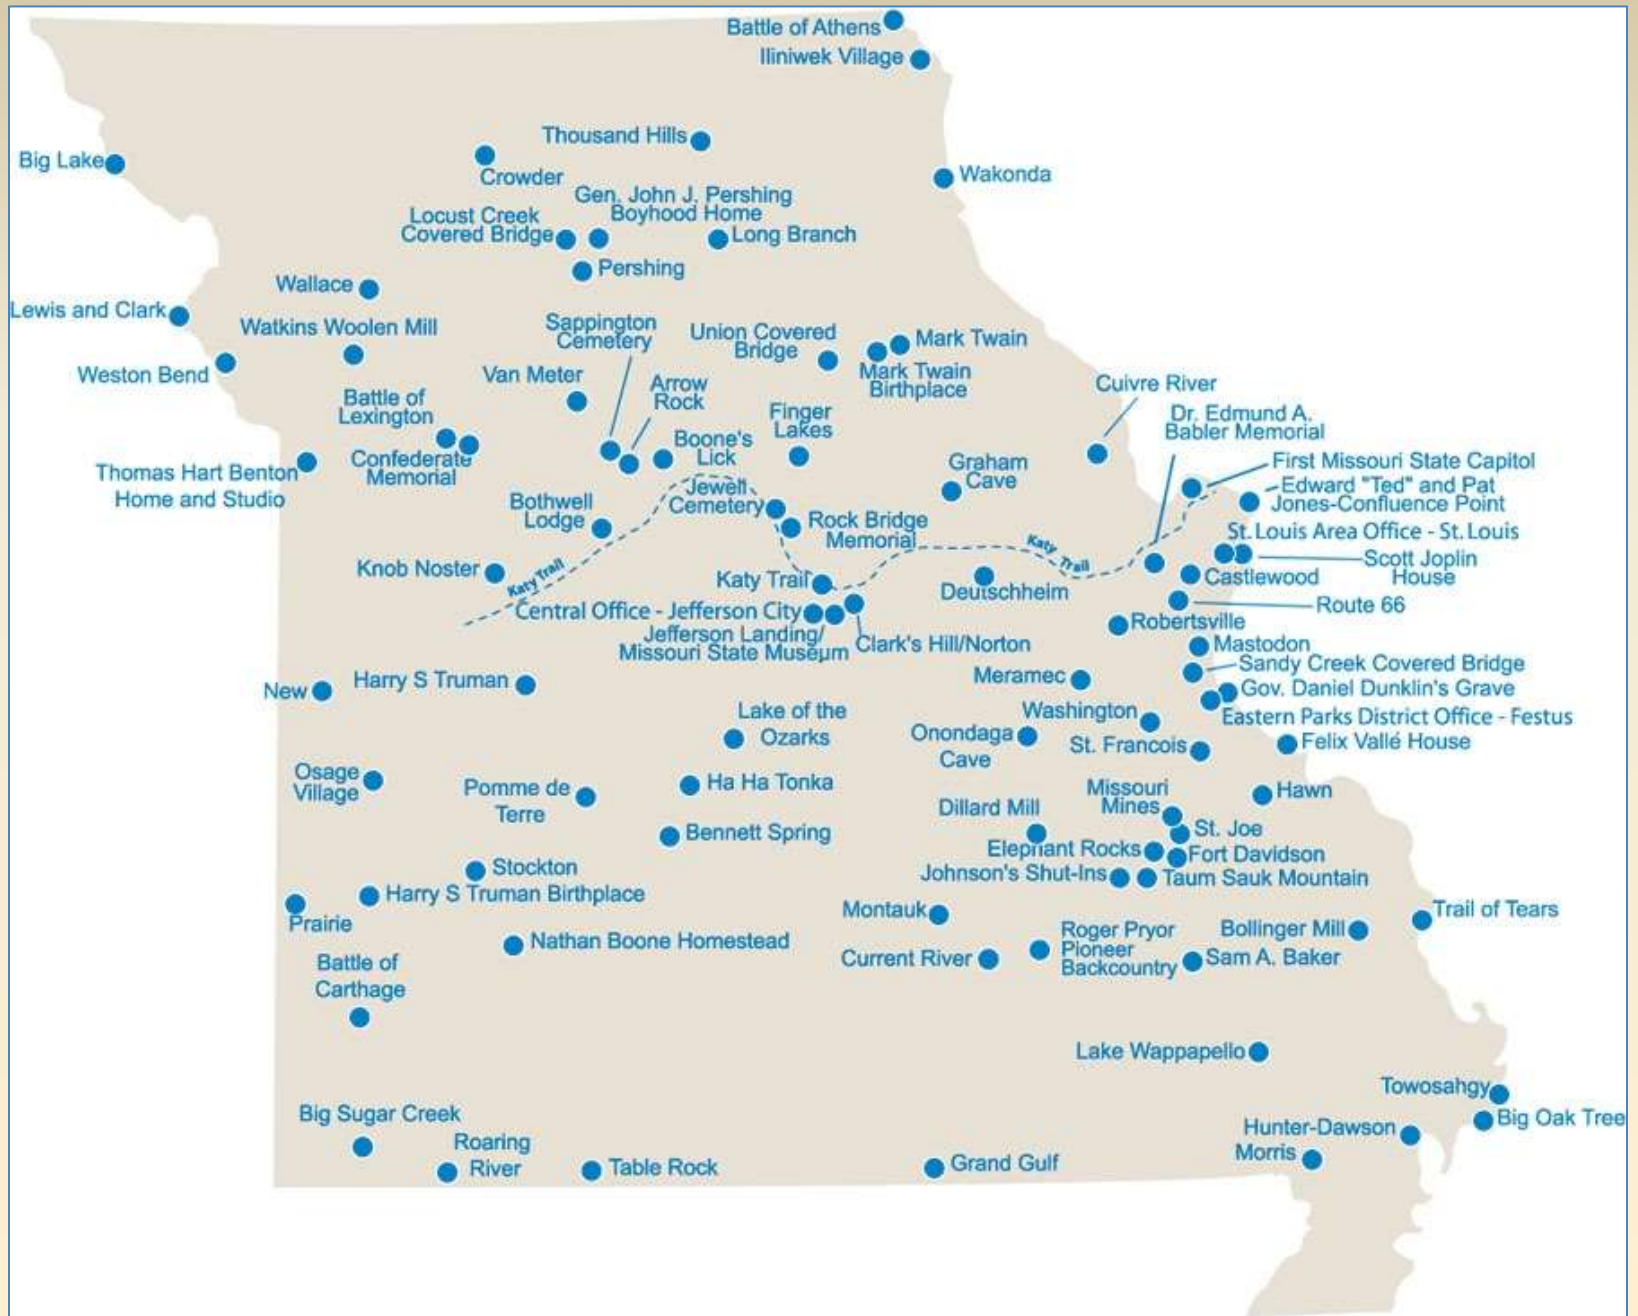 Battle of Athens
Iliniwek Village
Thousand Hills
Big Lake
Crowder
Wakonda
Gen. John J. Pershing
Boyhood Home
Locust Creek
Covered Bridge
Long Branch
Pershing
Wallace
Lewis and Clark
Watkins Woolen Mill
Sappington
Cemetery
Union Covered
Bridge
Mark Twain
Mark Twain
Birthplace
Weston Bend
Van Meter
Arrow
Rock
Cuivre River
Battle of
Lexington
Finger
Lakes
Dr. Edmund A.
Babler Memorial
Boone's
Lick
Confederate
Memorial
Thomas Hart Benton
Home and Studio
Graham
Cave
First Missouri State Capitol
Edward "Ted" and Pat
Jones-Confluence Point
Jewell
Cemetery
Bothwell
Lodge
Rock Bridge
Memorial
St. Louis Area Office - St. Louis
Scott Joplin
House
Katy Trail
Knob Noster
Katy Trail
Katy Trail
Deutschheim
Castlewood
Route 66
Central Office - Jefferson City
Robertsville
Jefferson Landing/
Missouri State Museum
Clark's Hill/Norton
Mastodon
Sandy Creek Covered Bridge
New
Harry S Truman
Meramec
Gov. Daniel Dunklin's Grave
Lake of the
Ozarks
Washington
Eastern Parks District Office - Festus
Onondaga
Cave
St. Francois
Felix Vallé House
Osage
Village
Pomme de
Terre
Ha Ha Tonka
Missouri
Mines
Hawn
Dillard Mill
Bennett Spring
St. Joe
Elephant Rocks
Fort Davidson
Stockton
Johnson's Shut-Ins
Taum Sauk Mountain
Harry S Truman Birthplace
Prairie
Montauk
Trail of Tears
Nathan Boone Homestead
Roger Pryor
Pioneer
Backcountry
Bollinger Mill
Current River
Sam A. Baker
Battle of
Carthage
Lake Wappapello
Towosahgy
Big Sugar Creek
Big Oak Tree
Hunter-Dawson
Roaring
River
Morris
Table Rock
Grand Gulf